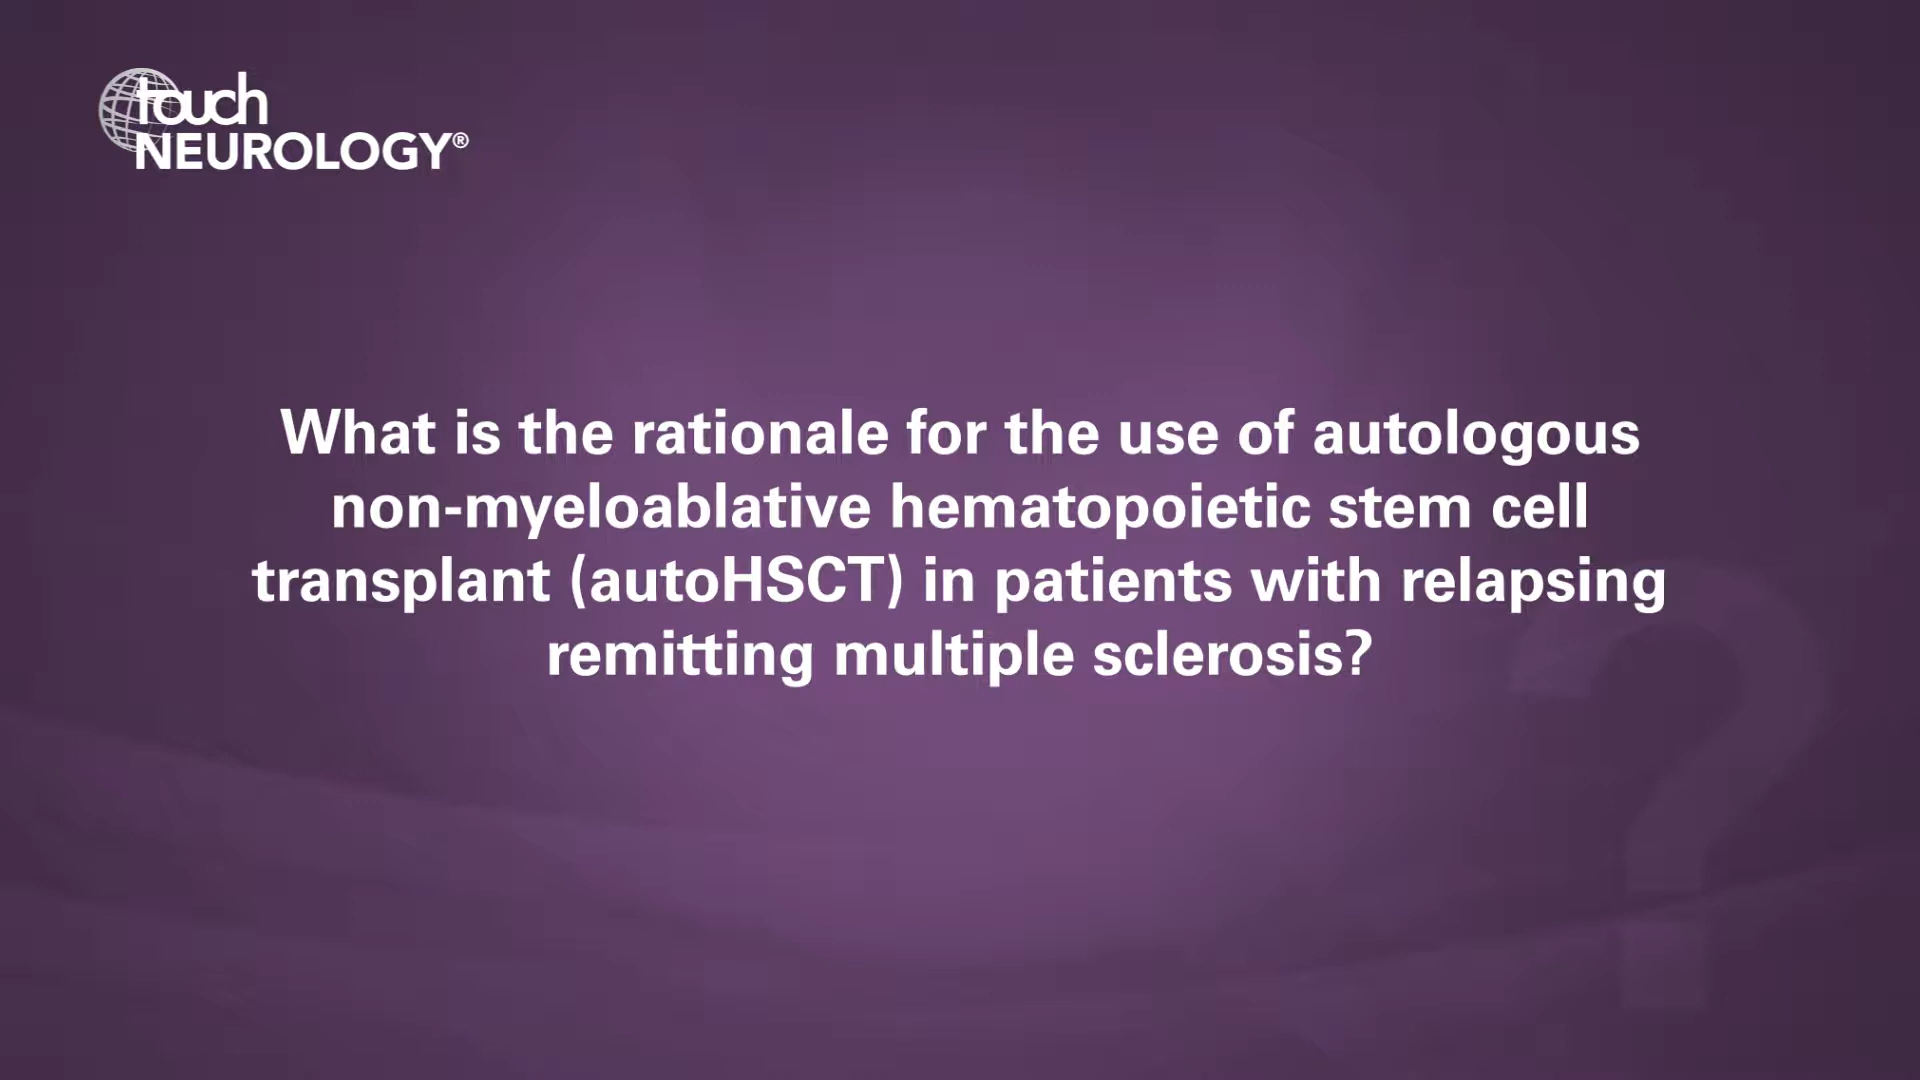 touch
NEUROLOGY®
What is the rationale for the use of autologous
non-myeloablative hematopoietic stem cell
transplant (autoHSCT) in patients with relapsing
remitting multiple sclerosis?